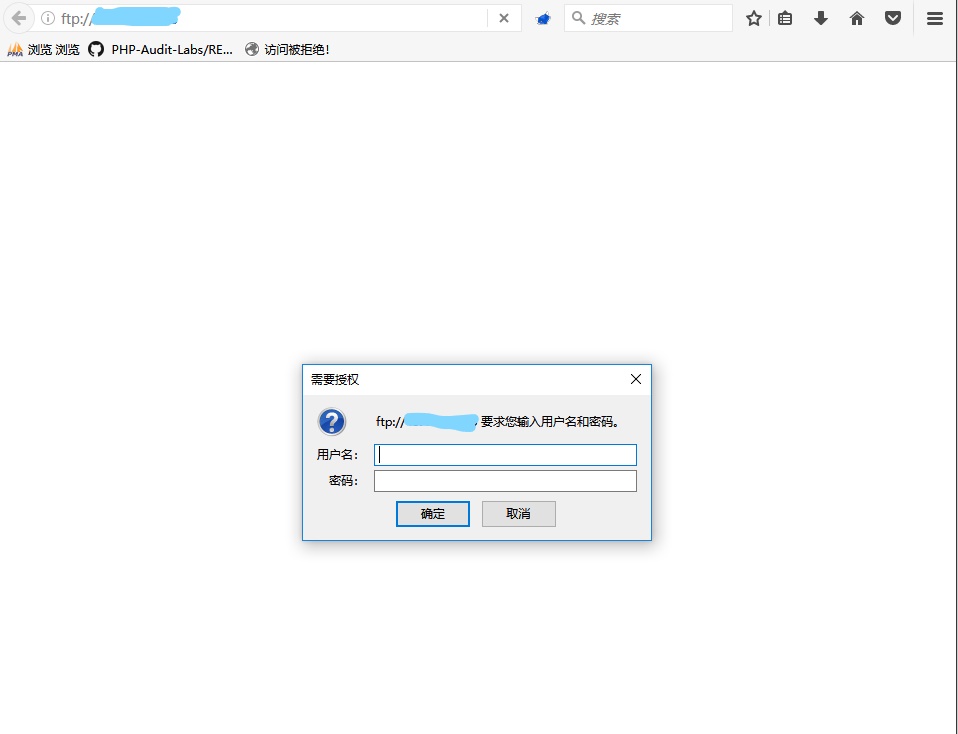 ftp://
搜索
浏览 浏览
PHP-Audit-Labs/RE...
访问被拒绝!
需要授权
ftp:// 要求您输入用户名和密码。
用户名:
密码:
确定
取消